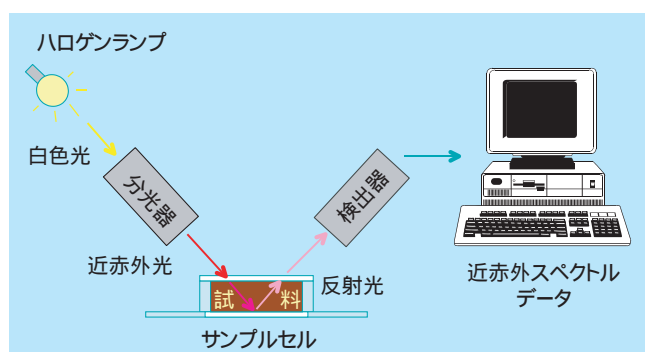 ハロゲンランプ
白色光
分光器
検出器
近赤外光
反射光
試 料
サンプルセル
近赤外スペクトル
データ